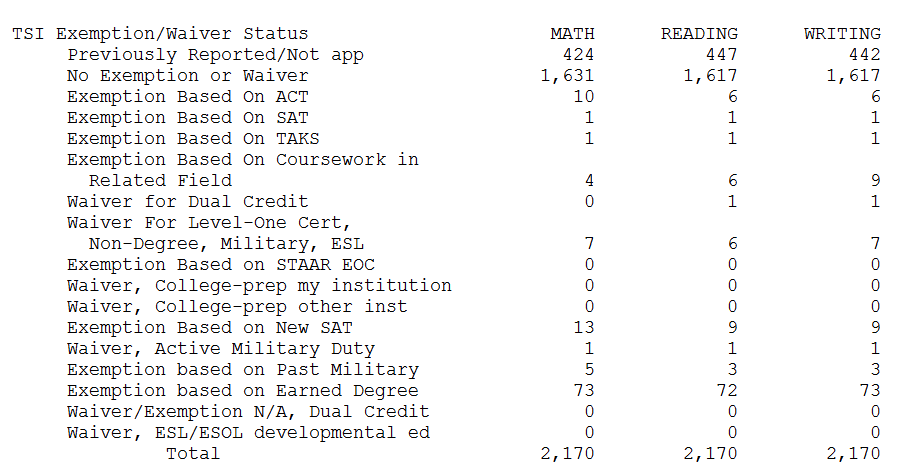 TSI Exemption/Waiver Status MATH READING WRITING
Previously Reported/Not app 424 447 442
No Exemption or Waiver 1,631 1,617 1,617
Exemption Based On ACT 10 6 6
Exemption Based On SAT 1 1 1
Exemption Based On TAKS 1 1 1
Exemption Based On Coursework in
Related Field 4 6 9
Waiver for Dual Credit 0 1 1
Waiver For Level-One Cert,
Non-Degree, Military, ESL 7 6 7
Exemption Based on STAAR EOC 0 0 0
Waiver, College-prep my institution 0 0 0
Waiver, College-prep other inst 0 0 0
Exemption Based on New SAT 13 9 9
Waiver, Active Military Duty 1 1 1
Exemption based on Past Military 5 3 3
Exemption based on Earned Degree 73 72 73
Waiver/Exemption N/A, Dual Credit 0 0 0
Waiver, ESL/ESOL developmental ed 0 0 0
Total 2,170 2,170 2,170